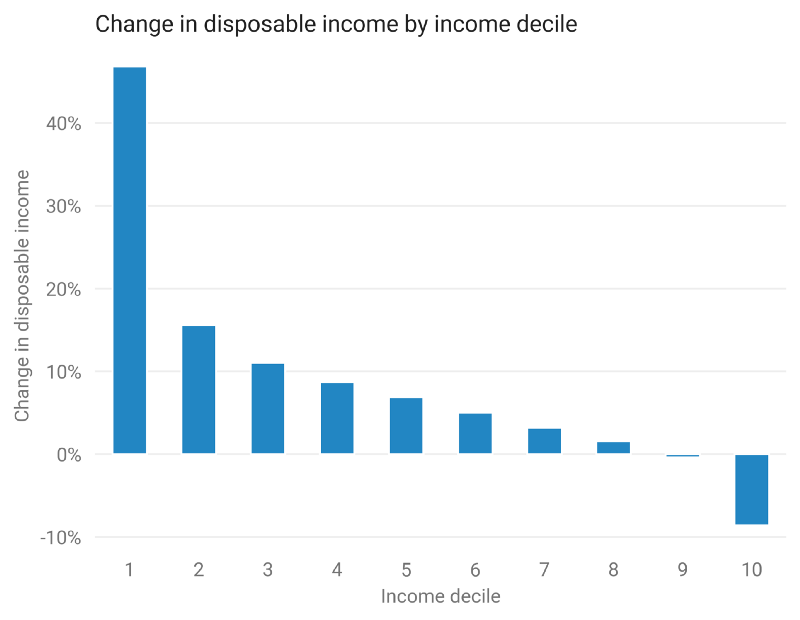 Change in disposable income by income decile
Change in disposable income
40%
30%
20%
10%
0%
-10%
1 2 3 4 5 6 7 8 9 10
Income decile